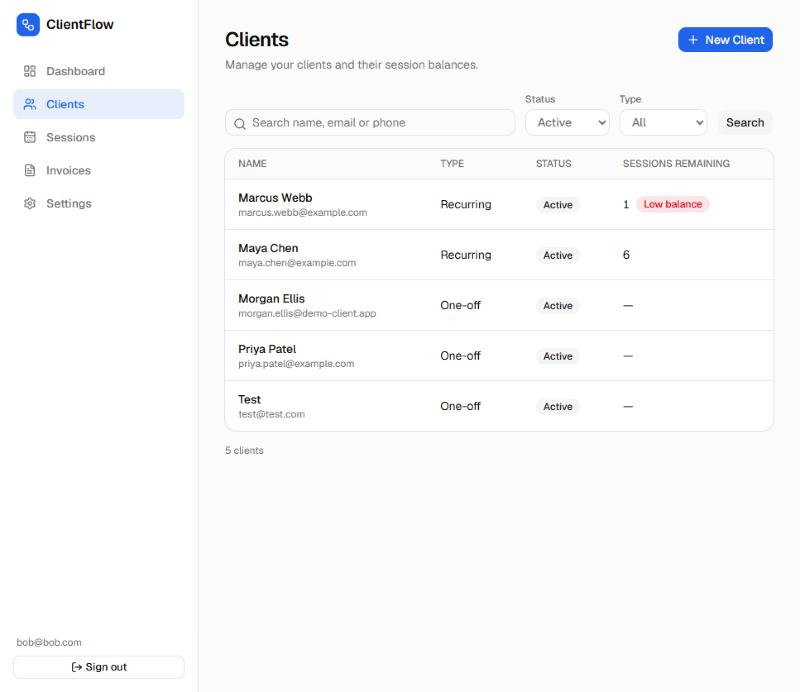 ClientFlow
Dashboard
Clients
Sessions
Invoices
Settings
bob@bob.com
Sign out
Clients
New Client
Manage your clients and their session balances.
Status
Type
Search name, email or phone
Active
All
Search
NAME TYPE STATUS SESSIONS REMAINING
Marcus Webb
marcus.webb@example.com
Recurring Active 1 Low balance
Maya Chen
maya.chen@example.com
Recurring Active 6
Morgan Ellis
morgan.ellis@demo-client.app
One-off Active —
Priya Patel
priya.patel@example.com
One-off Active —
Test
test@test.com
One-off Active —
5 clients